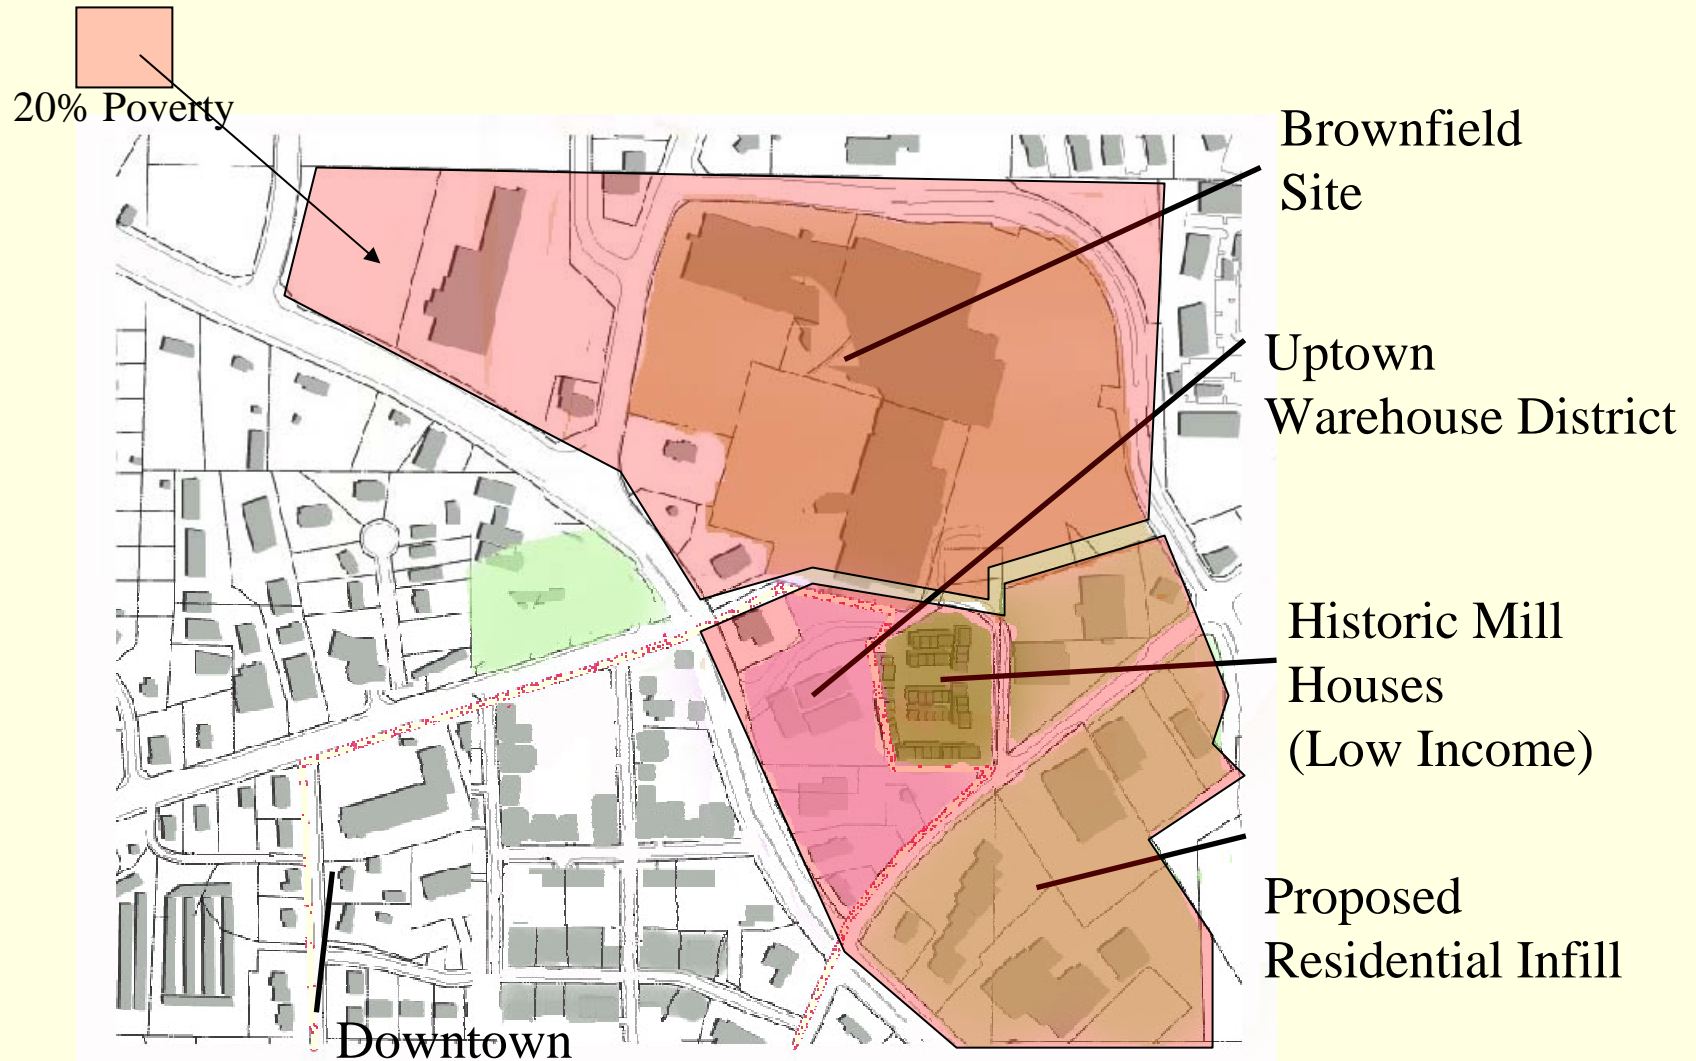 20% Poverty
Brownfield
Site
Uptown
Warehouse District
Historic Mill
Houses
(Low Income)
Proposed
Residential Infill
Downtown